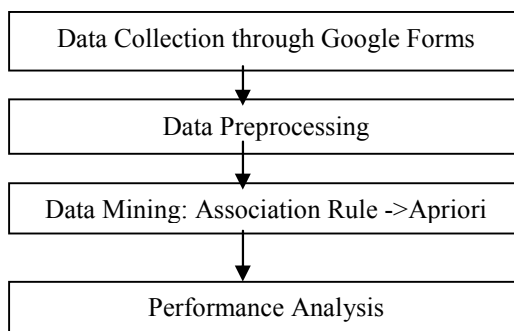 Data Collection through Google Forms
Data Preprocessing
Data Mining: Association Rule ->Apriori
Performance Analysis